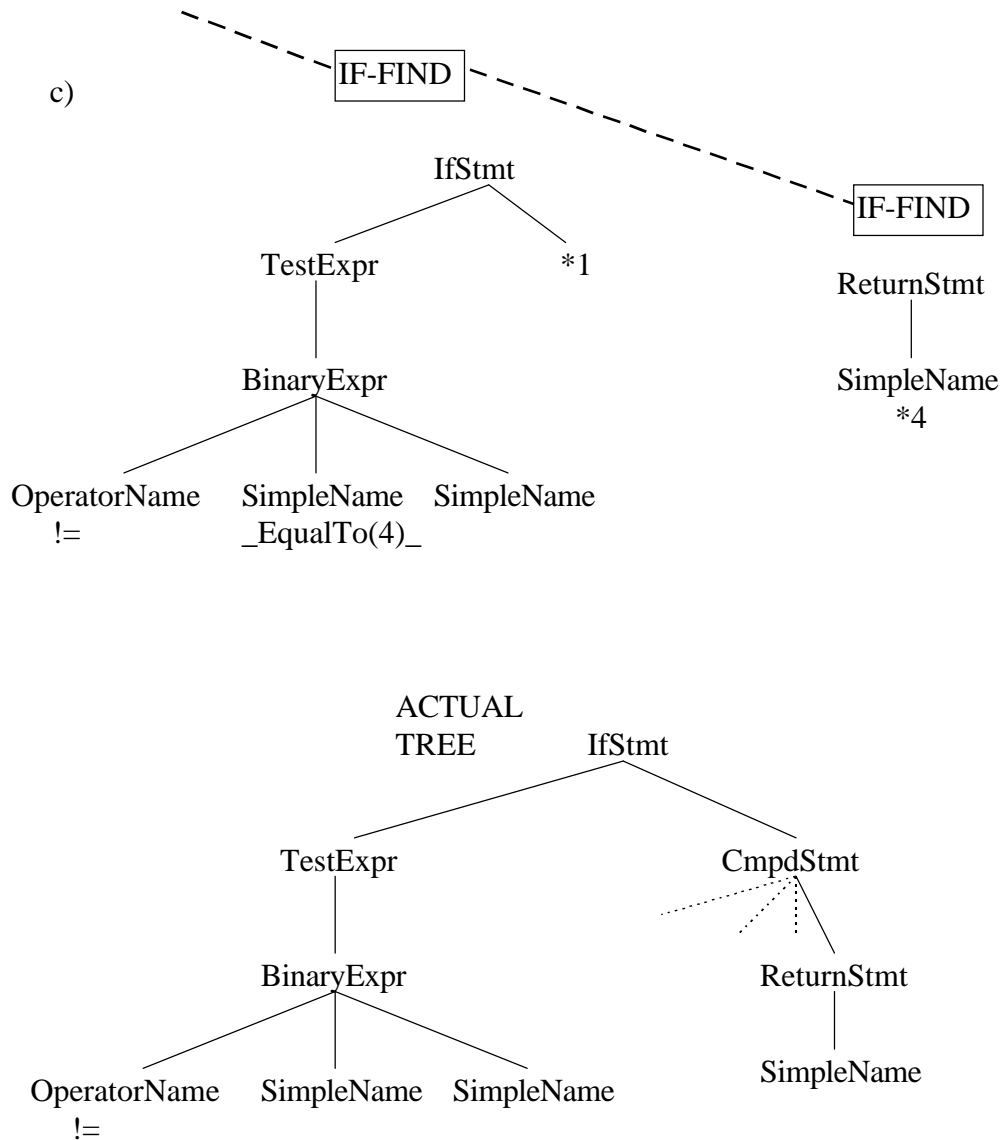 IF-FIND
c)
IfStmt
IF-FIND
TestExpr
*1
ReturnStmt
BinaryExpr
SimpleName
*4
OperatorName SimpleName SimpleName
!= _EqualTo(4)_
ACTUAL
TREE IfStmt
TestExpr CmpdStmt
BinaryExpr ReturnStmt
OperatorName SimpleName SimpleName
SimpleName
!=